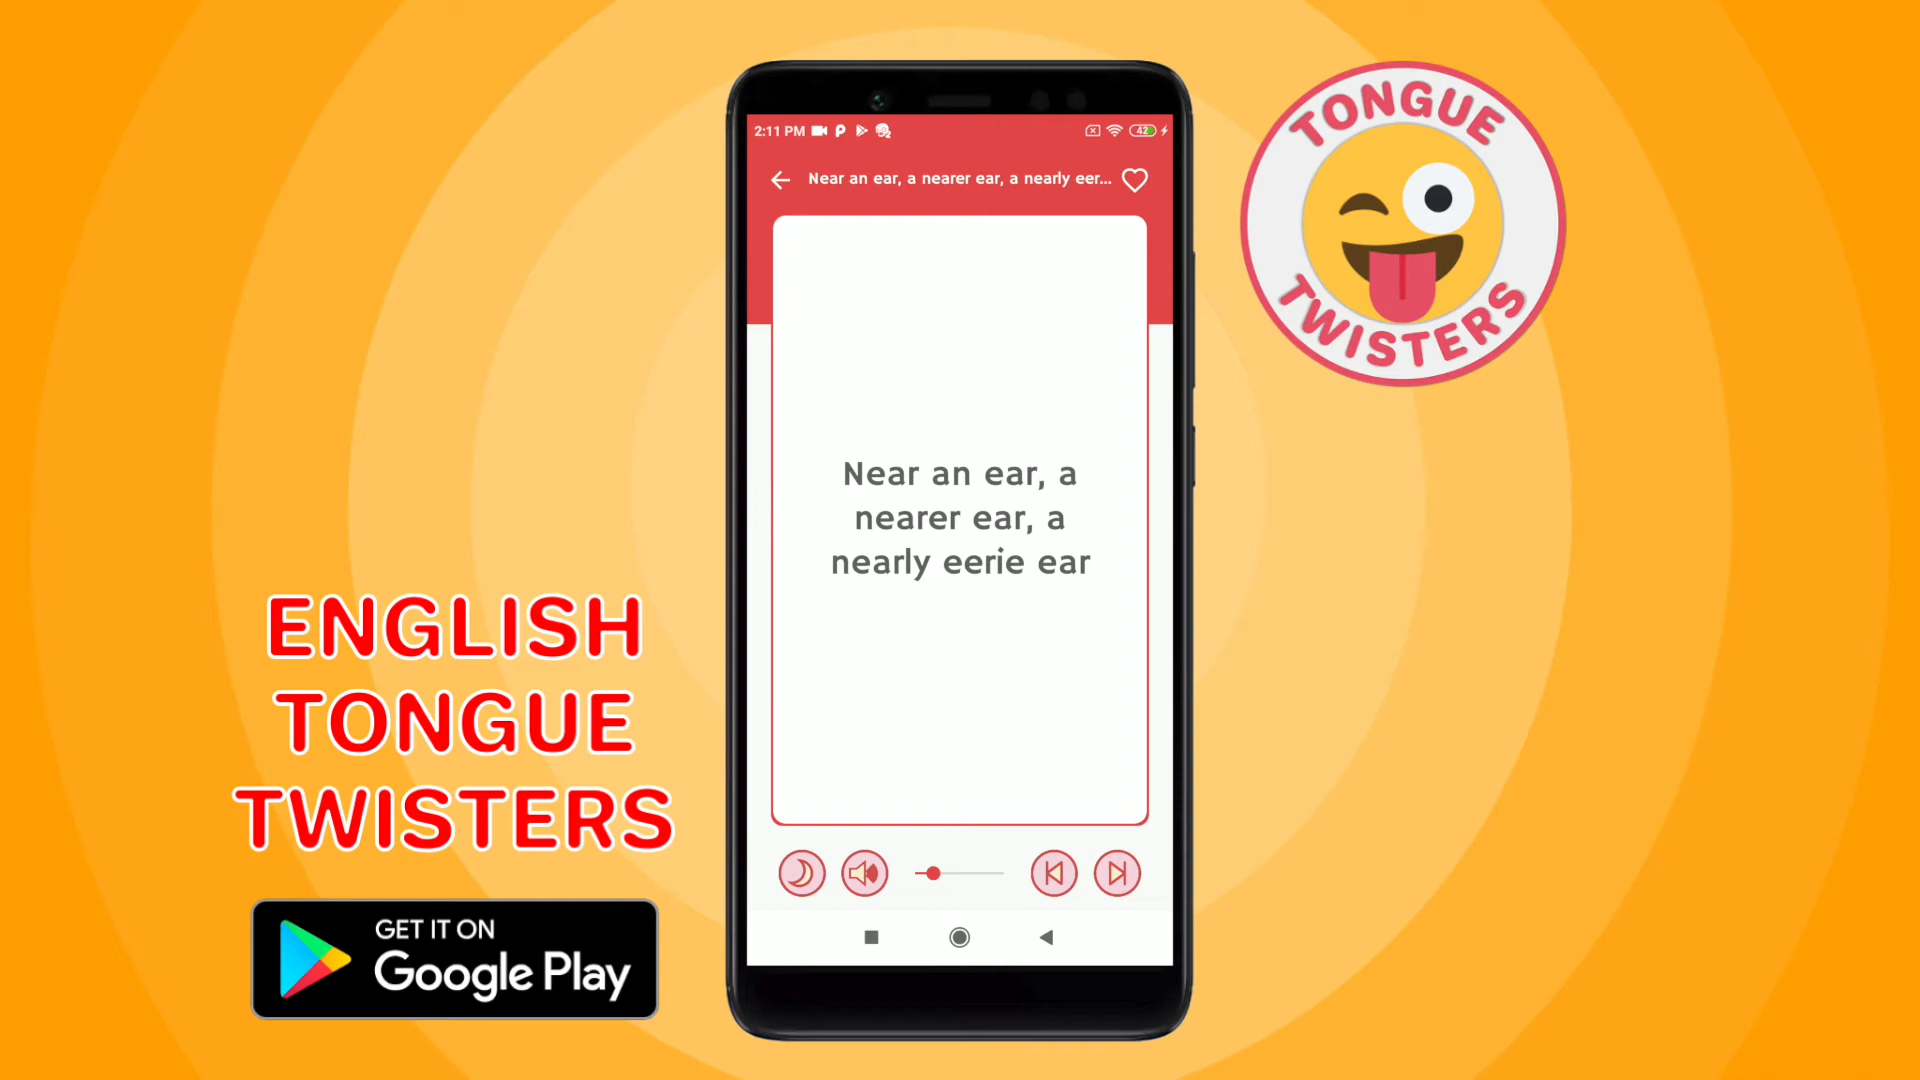 2:11 PM
42
Near an ear, a nearer ear, a nearly eer...
Near an ear, a
nearer ear, a
nearly eerie ear
TONGUE
TWISTERS
ENGLISH
TONGUE
TWISTERS
GET IT ON
Google Play